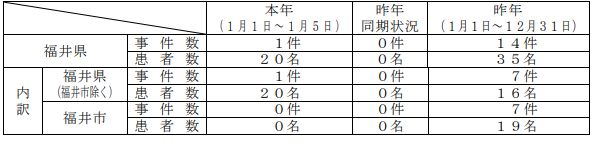 本年 昨年 昨年
(1月1日~1月5日) 同期状況 (1月1日~12月31日)
福井県 事件数 1件 0件 14件
患者数 20名 0名 35名
内訳 福井県(福井市除く) 事件数 1件 0件 7件
患者数 20名 0名 16名
福井市 事件数 0件 0件 7件
患者数 0名 0名 19名